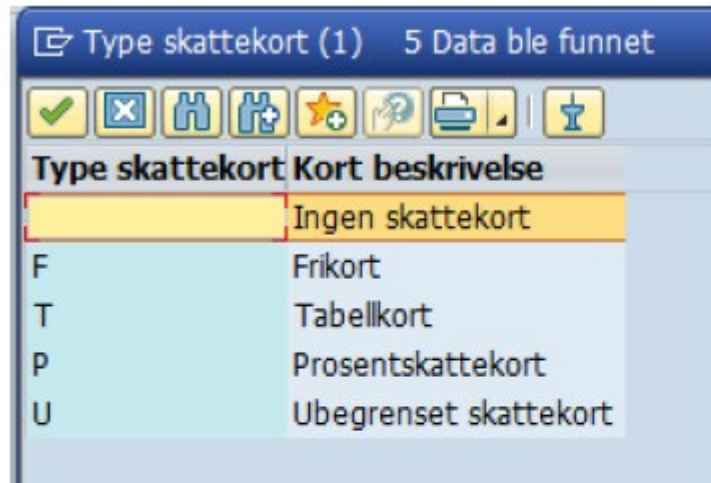 Type skattekort (1) 5 Data ble funnet
Type skattekort Kort beskrivelse
Ingen skattekort
F Frikort
T Tabellkort
P Prosentskattekort
U Ubegrenset skattekort